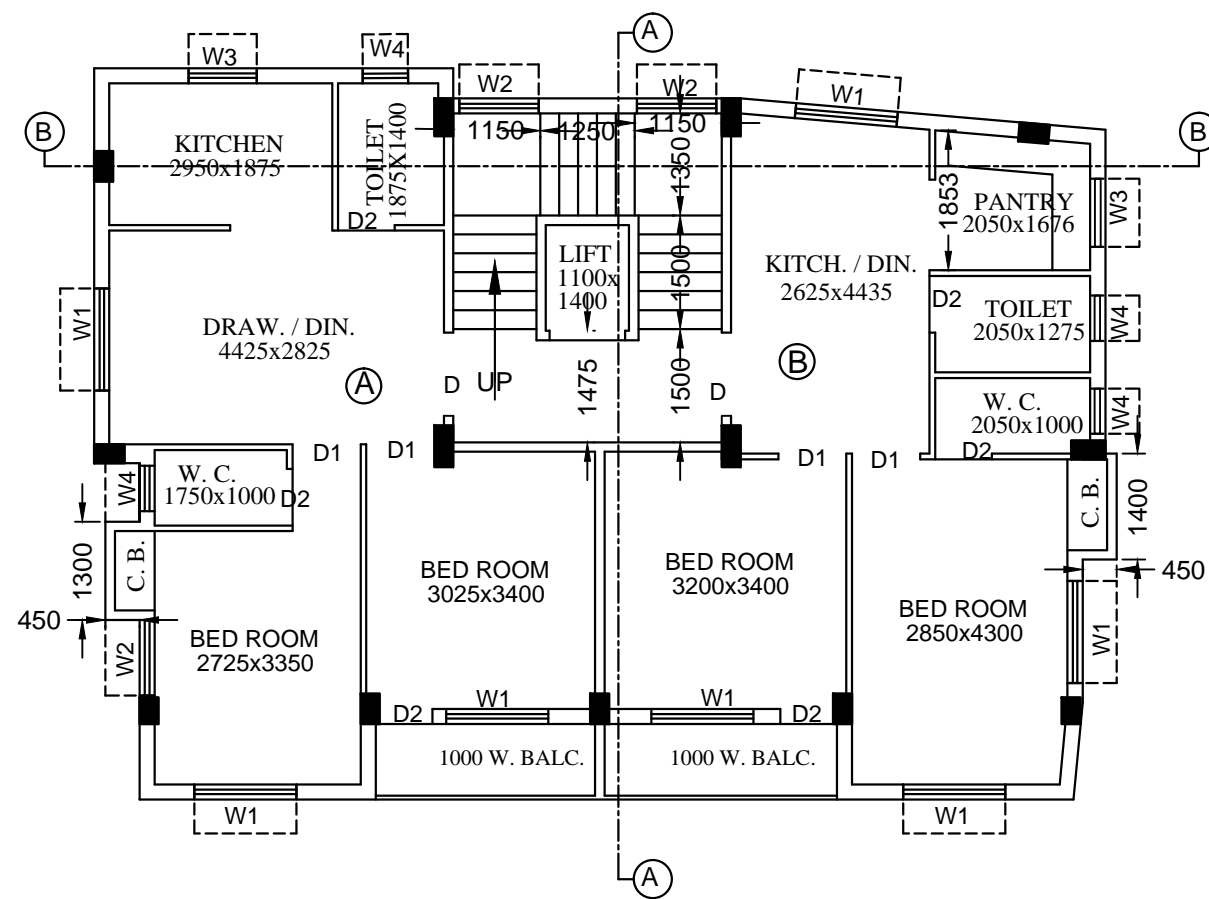 A
W3
W4
W2
W2
W1
B
B
KITCHEN
2950x1875
TOILET
1875X1400
1150
1250
1150
1350
1853
PANTRY
2050x1676
W3
D2
LIFT
1100x
1400
1500
KITCH. / DIN.
2625x4435
D2
TOILET
2050x1275
W4
W1
DRAW. / DIN.
4425x2825
A
D
UP
1475
1500
D
B
W. C.
2050x1000
W4
D1
D1
D1
D1
D2
W. C.
1750x1000
D2
W4
C. B.
1400
1300
C. B.
450
450
BED ROOM
3025x3400
BED ROOM
3200x3400
BED ROOM
2850x4300
BED ROOM
2725x3350
W2
W1
D2
W1
W1
D2
1000 W. BALC.
1000 W. BALC.
W1
W1
A